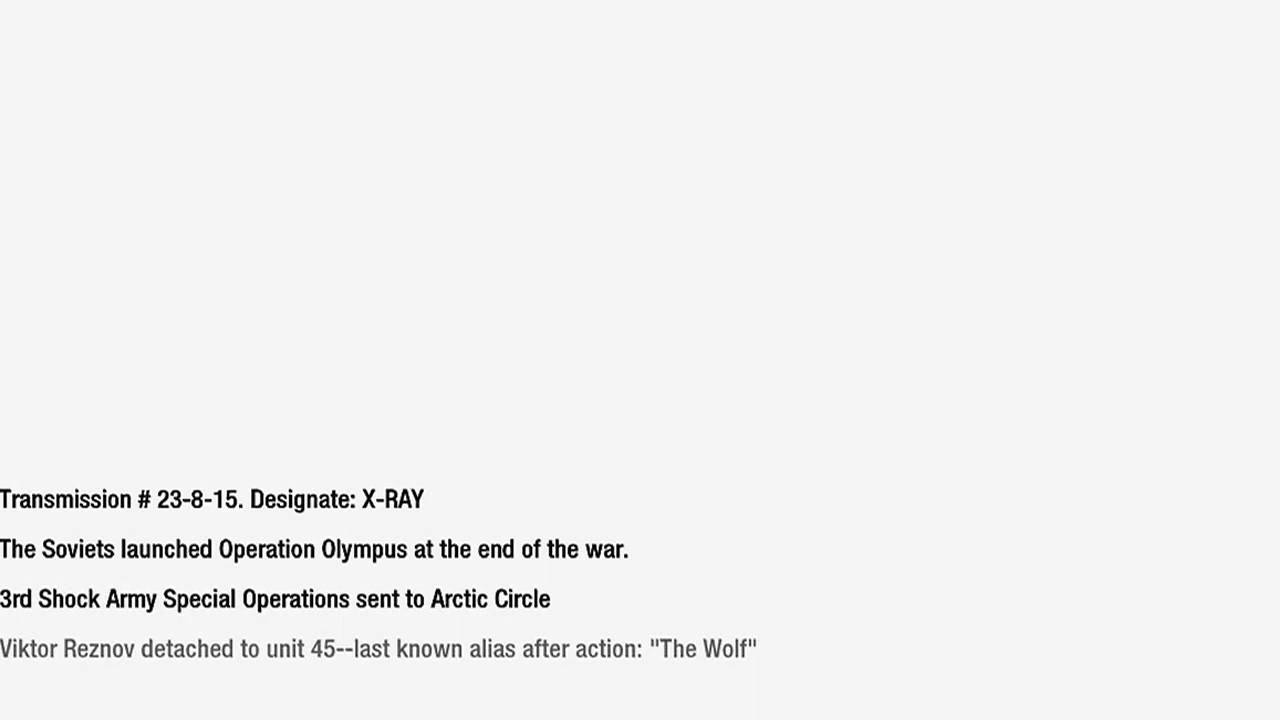 Transmission # 23-8-15. Designate: X-RAY
The Soviets launched Operation Olympus at the end of the war.
3rd Shock Army Special Operations sent to Arctic Circle
Viktor Reznov detached to unit 45--last known alias after action: "The Wolf"